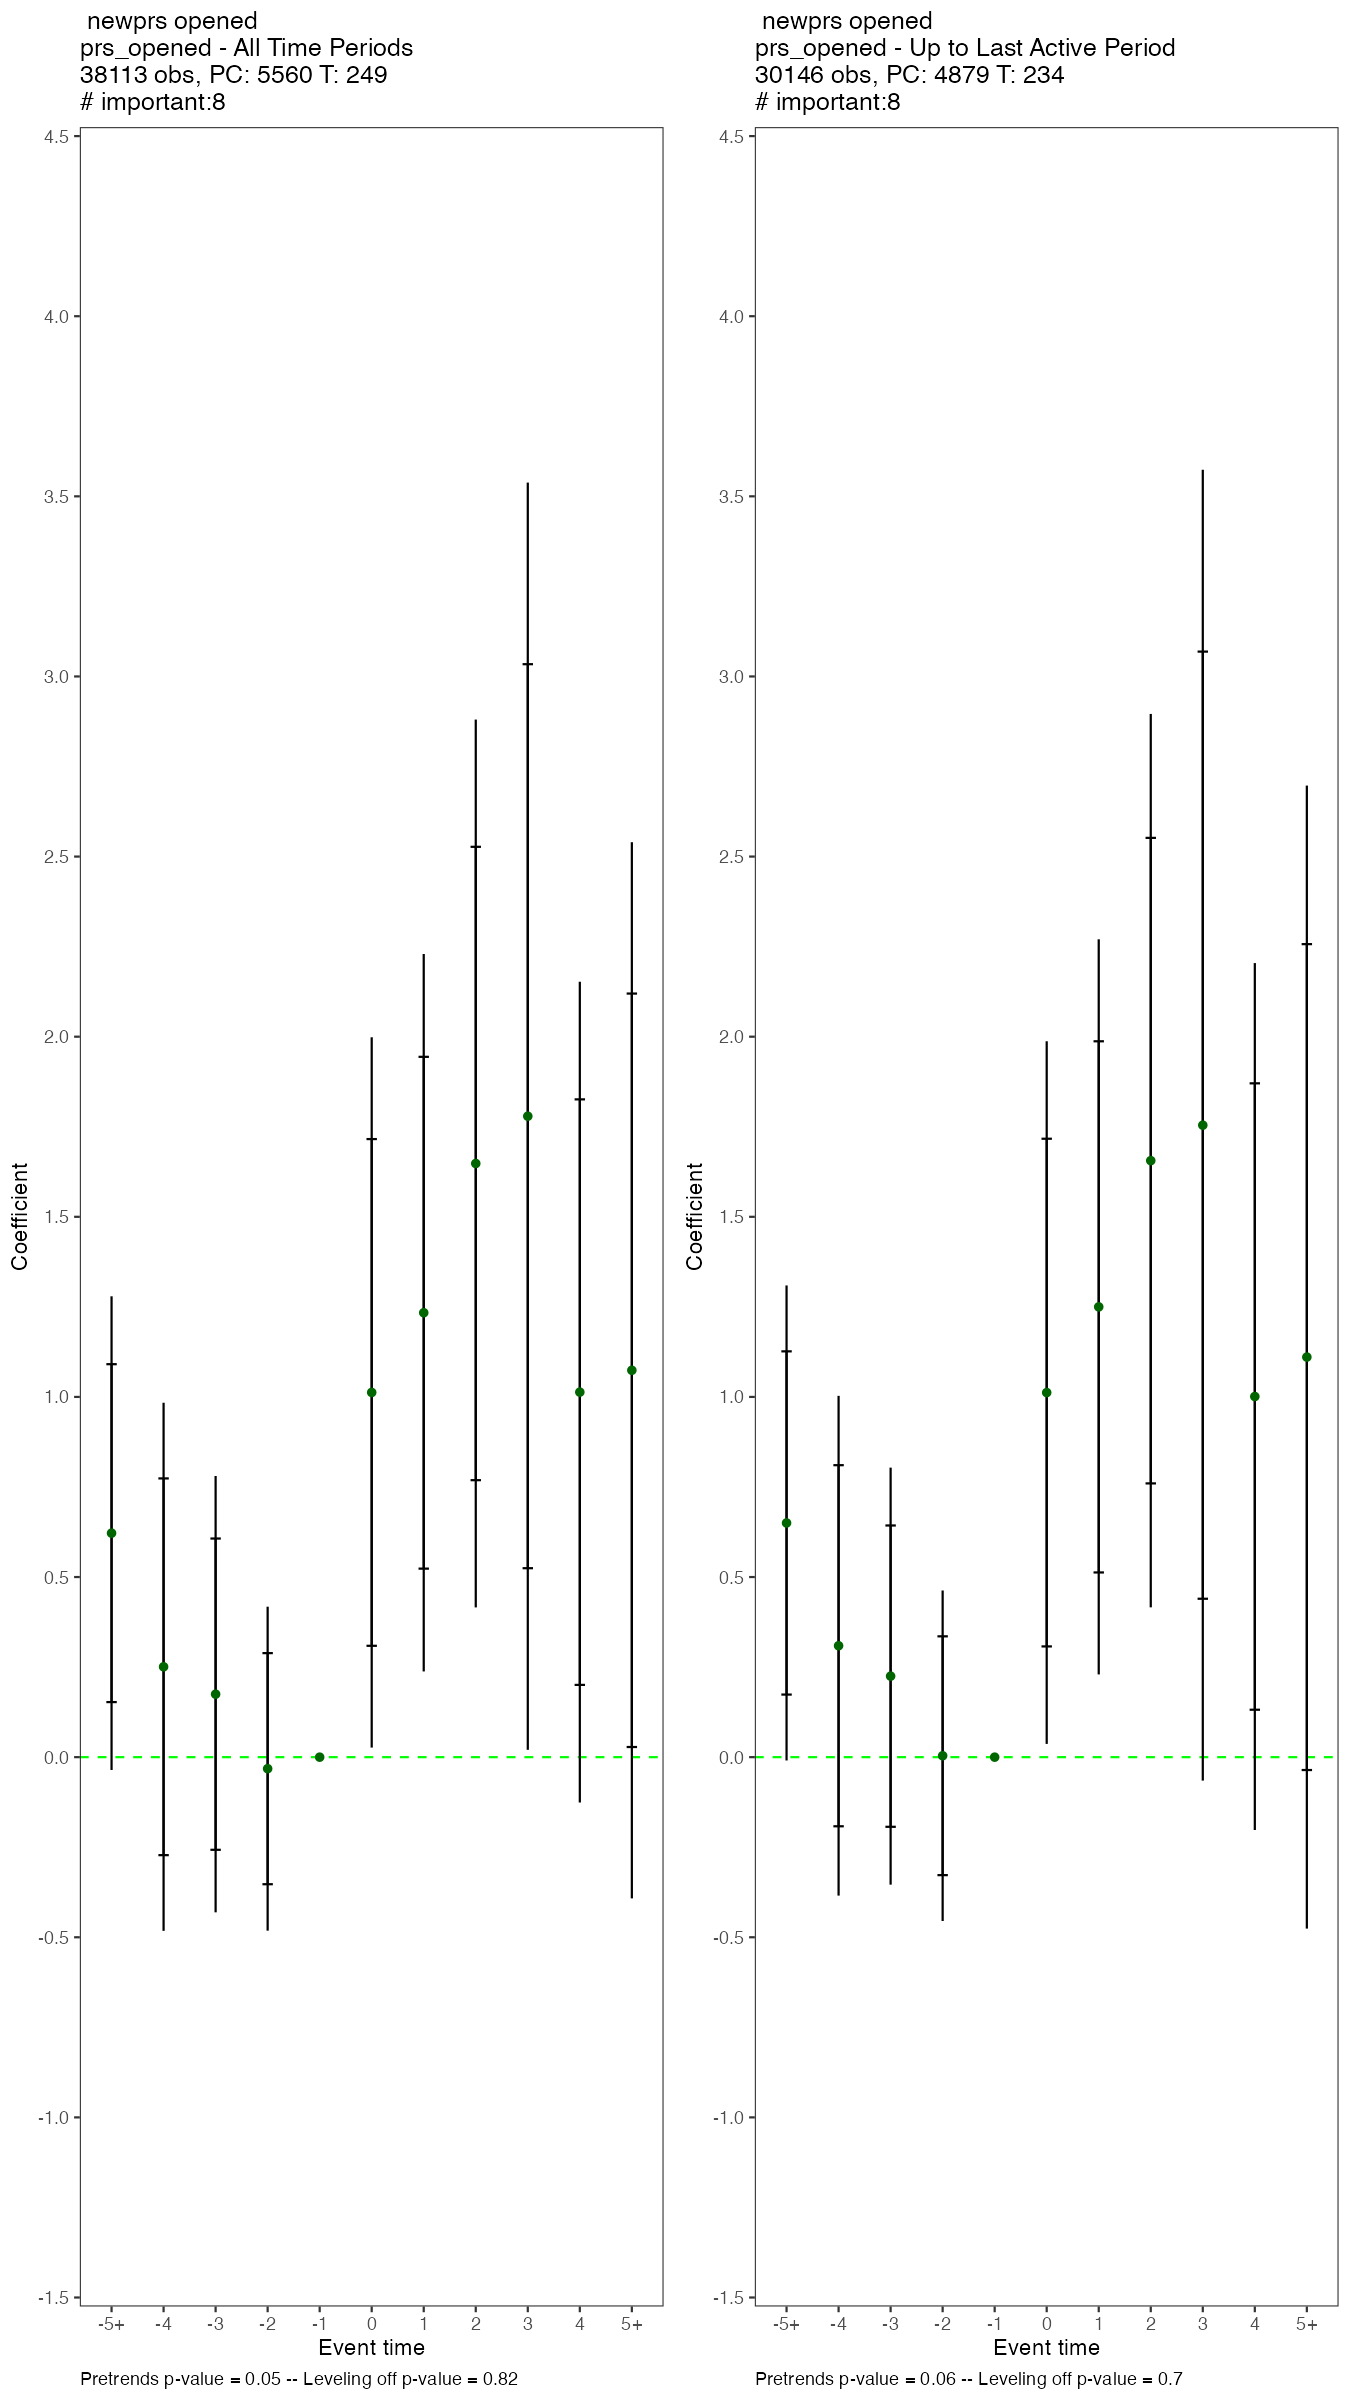 newprs opened
prs_opened - All Time Periods
38113 obs, PC: 5560 T: 249
# important:8
4.5
4.0
3.5
3.0
2.5
2.0
1.5
1.0
0.5
0.0
-0.5
-1.0
-1.5
Coefficient
-5+ -4 -3 -2 -1 0 1 2 3 4 5+
Event time
Pretrends p-value = 0.05 -- Leveling off p-value = 0.82
newprs opened
prs_opened - Up to Last Active Period
30146 obs, PC: 4879 T: 234
# important:8
4.5
4.0
3.5
3.0
2.5
2.0
1.5
1.0
0.5
0.0
-0.5
-1.0
-1.5
Coefficient
-5+ -4 -3 -2 -1 0 1 2 3 4 5+
Event time
Pretrends p-value = 0.06 -- Leveling off p-value = 0.7